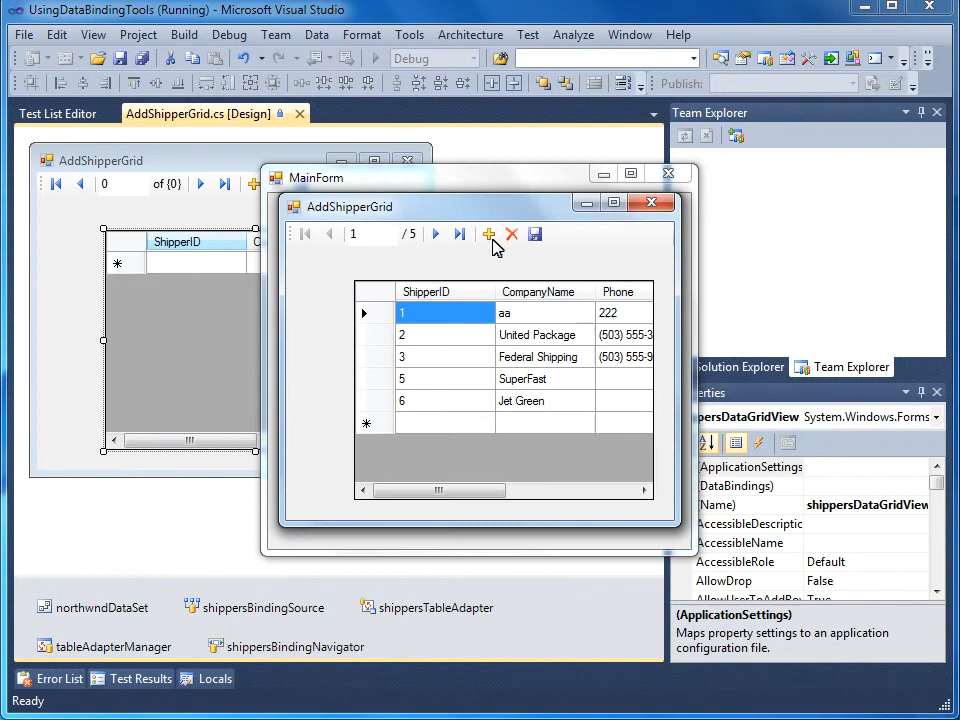 UsingDataBindingTools (Running) - Microsoft Visual Studio
File Edit View Project Build Debug Team Data Format Tools Architecture Test Analyze Window Help
Debug
Publish:
Test List Editor
AddShipperGrid.cs [Design]
Team Explorer
AddShipperGrid
0 of {0}
ShipperID C
MainForm
AddShipperGrid
1 / 5
ShipperID CompanyName Phone
1 aa 222
2 United Package (503) 555-3
3 Federal Shipping (503) 555-9
5 SuperFast
6 Jet Green
olution Explorer Team Explorer
erties
ppersDataGridView System.Windows.Forms
(ApplicationSettings
(DataBindings)
(Name) shippersDataGridView
AccessibleDescriptic
AccessibleName
AccessibleRole Default
AllowDrop False
AllowUserToAddRov True
(ApplicationSettings)
Maps property settings to an application
configuration file.
northwndDataSet shippersBindingSource shippersTableAdapter
tableAdapterManager shippersBindingNavigator
Error List Test Results Locals
Ready